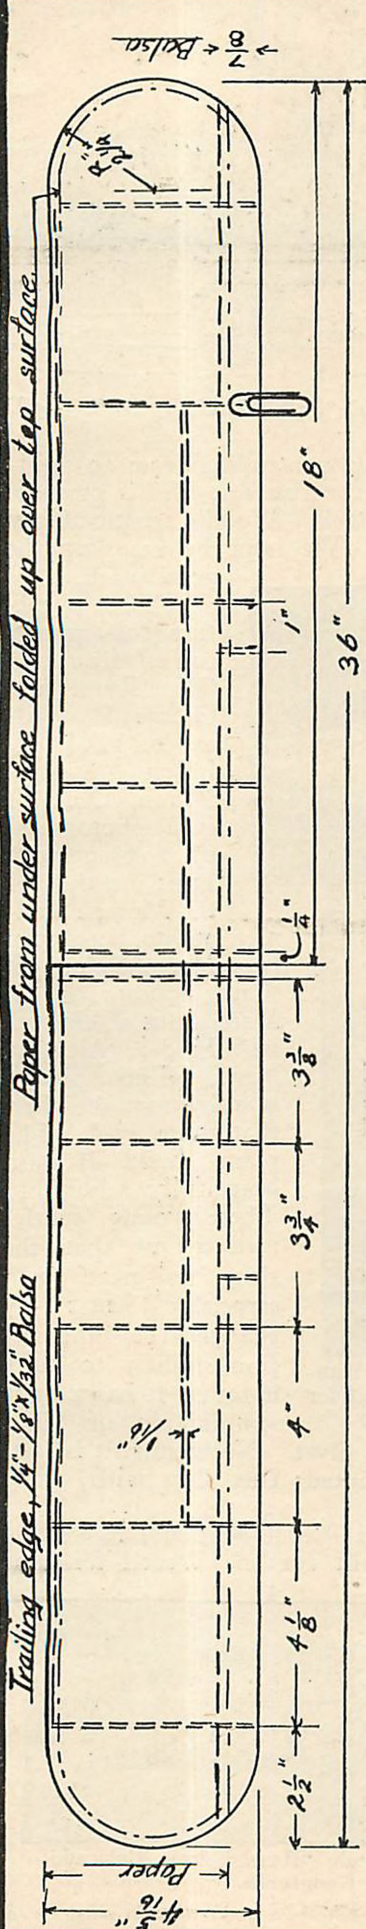 → 7/8 ← Balsa
2 1/4" R
Paper from under surface folded up over top surface
18"
36"
1"
1/4"
3 3/8"
3 3/4"
4"
4 1/8"
2 1/2"
1/16"
Trailing edge, 1/4"-1/8"x1/32" Balsa
Paper
4 5/16"